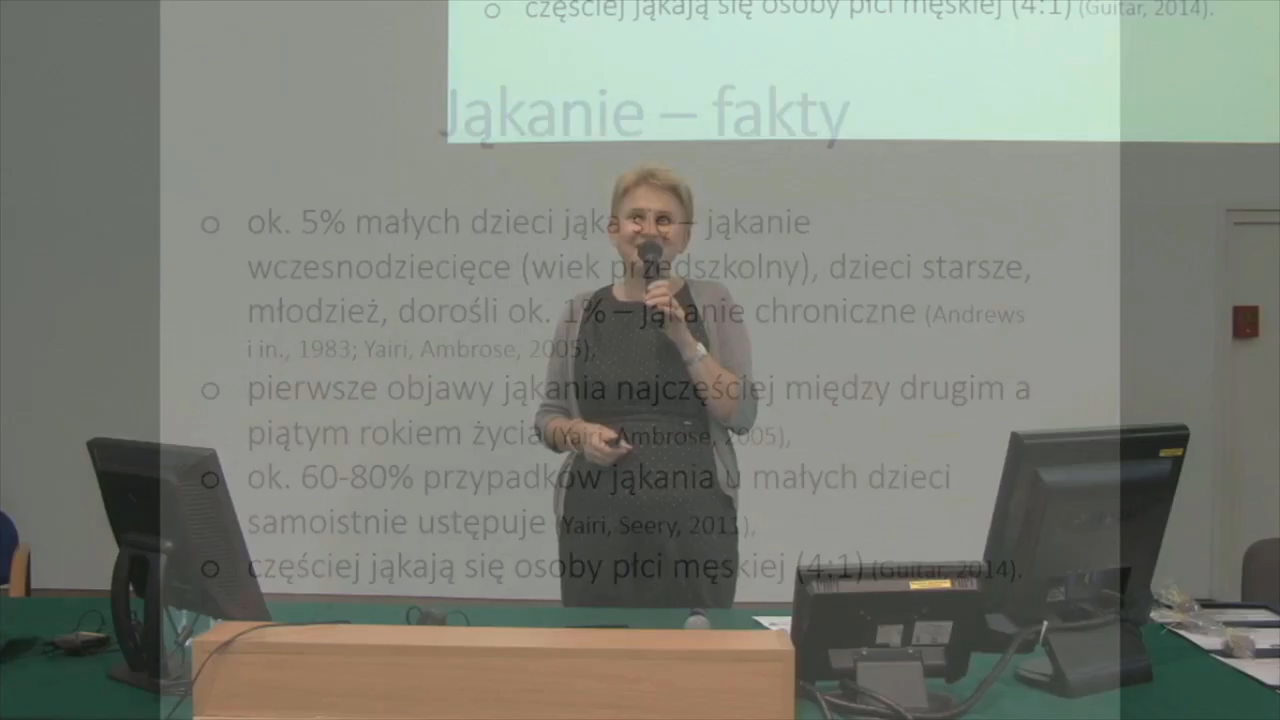 ○ częściej jąkają się osoby płci męskiej (4:1) (Guitar, 2014).
Jąkanie – fakty
○ ok. 5% małych dzieci jąka się – jąkanie
wczesnodziecięce (wiek przedszkolny), dzieci starsze,
młodzież, dorośli ok. 1% – jąkanie chroniczne (Andrews
i in., 1983; Yairi, Ambrose, 2005),
○ pierwsze objawy jąkania najczęściej między drugim a
piątym rokiem życia (Yairi, Ambrose, 2005),
○ ok. 60-80% przypadków jąkania u małych dzieci
samoistnie ustępuje (Yairi, Seery, 2011),
○ częściej jąkają się osoby płci męskiej (4:1) (Guitar, 2014).